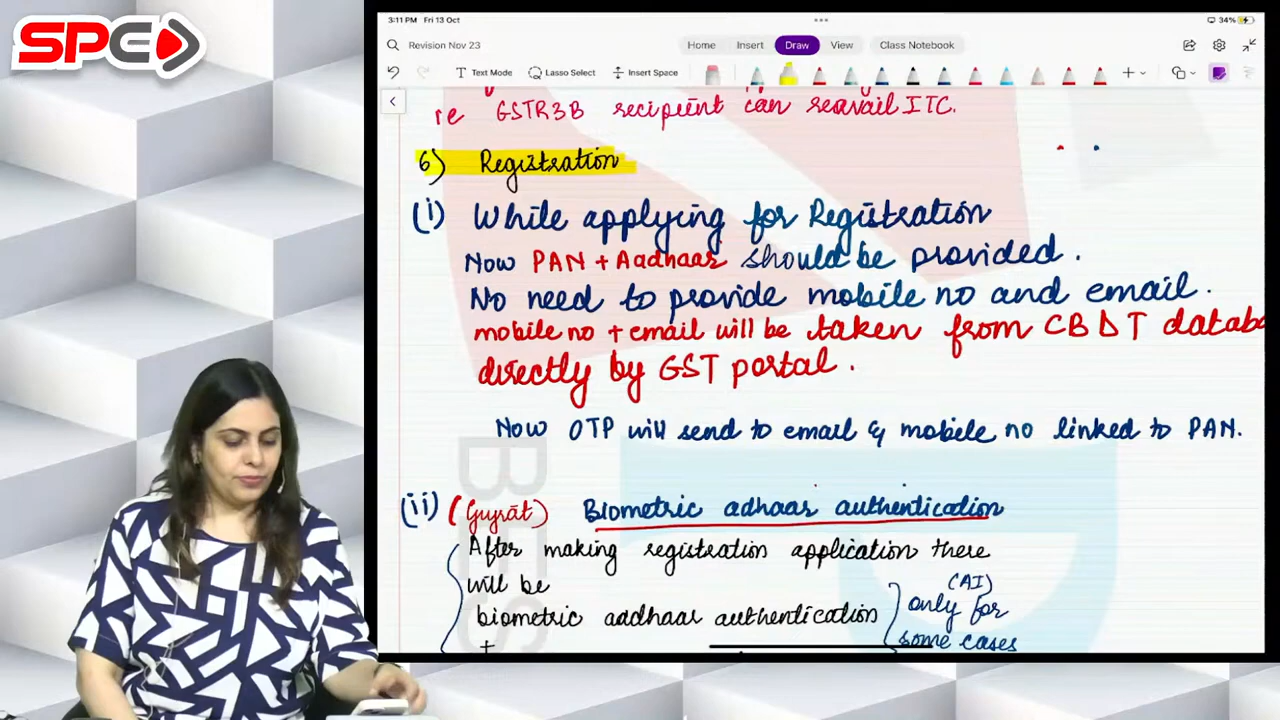 SPC
3:11 PM Fri 13 Oct
34%
Revision Nov 23
Home Insert Draw View Class Notebook
Text Mode Lasso Select Insert Space
re GSTR3B recipient can reavail ITC.
6) Registration
(i) While applying for Registration
Now PAN + Aadhaar should be provided.
No need to provide mobile no and email.
mobile no + email will be taken from CBDT datab
directly by GST portal.
Now OTP will send to email & mobile no linked to PAN.
(ii) (Gujrat) Biometric adhaar authentication
After making registration application there
will be
biometric aadhaar authentication
+
(AI)
only for
some cases
BFS